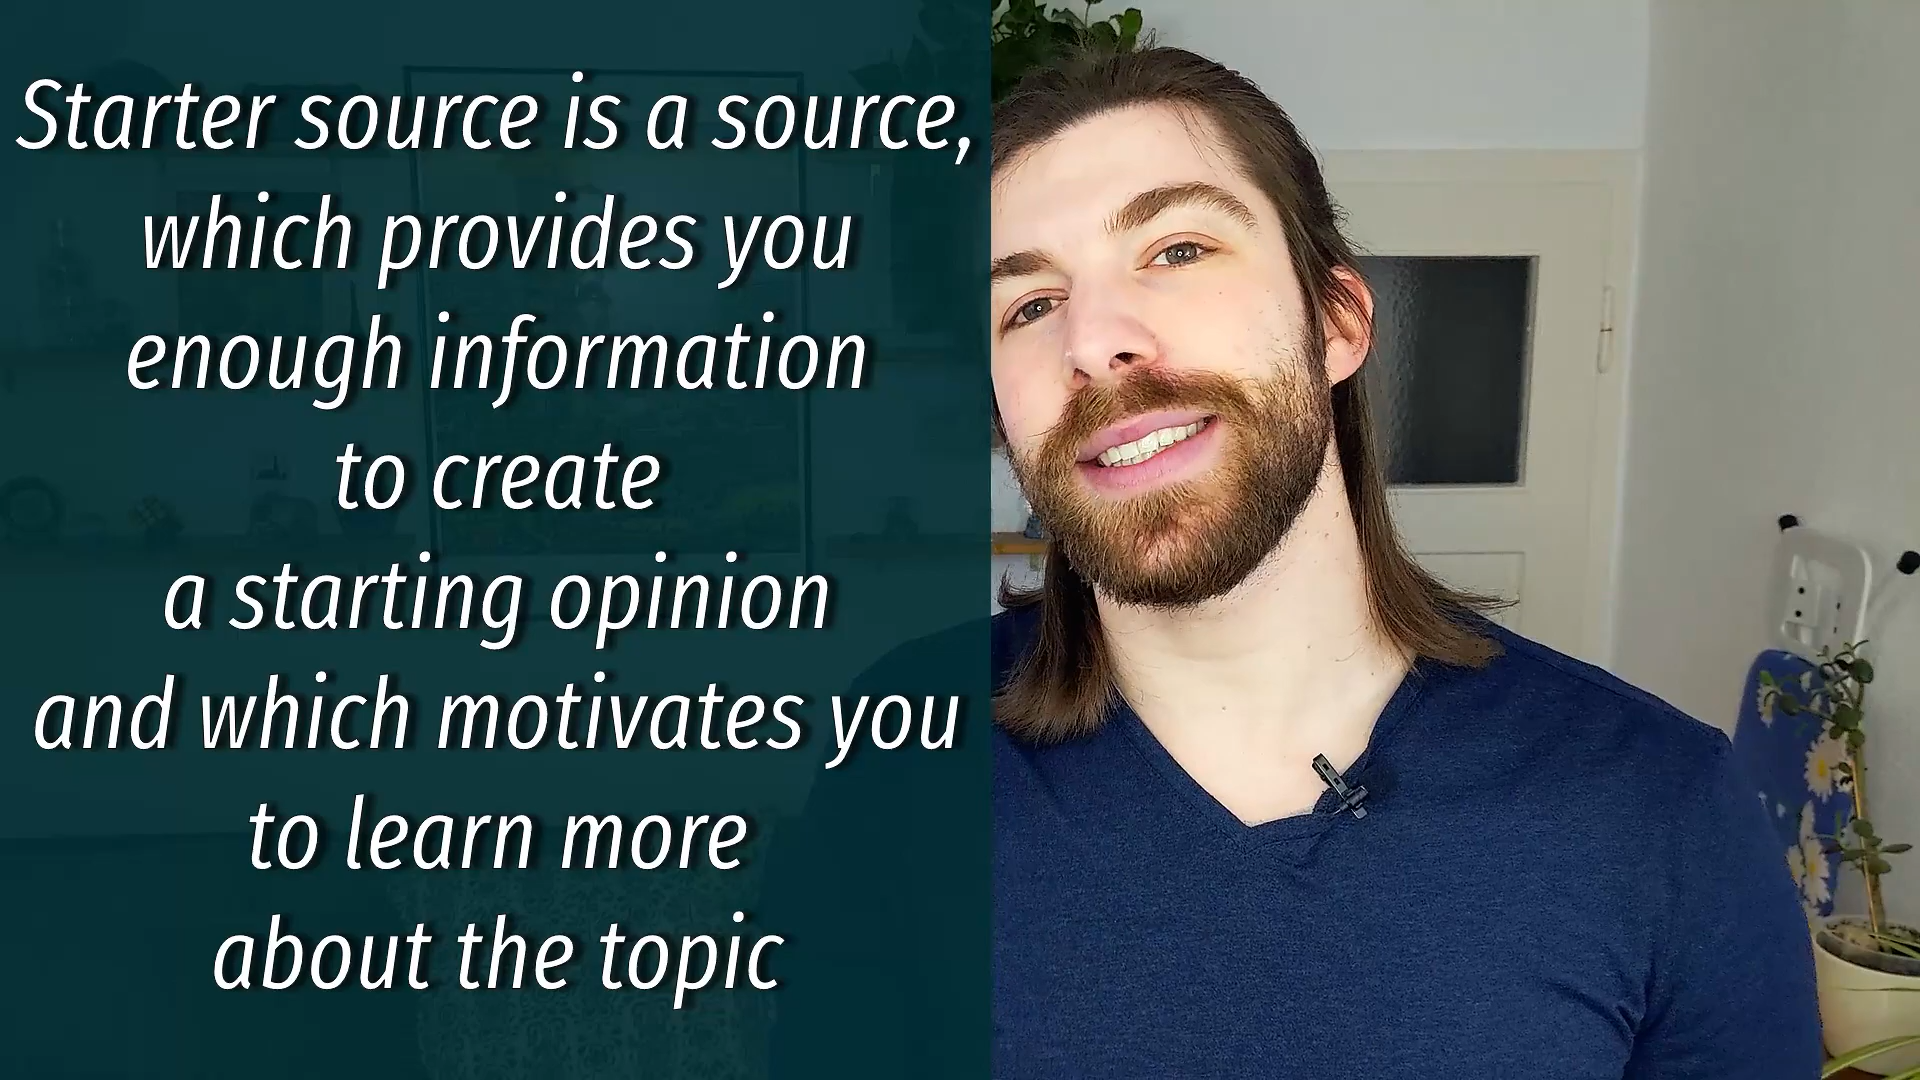 Starter source is a source,
which provides you
enough information
to create
a starting opinion
and which motivates you
to learn more
about the topic